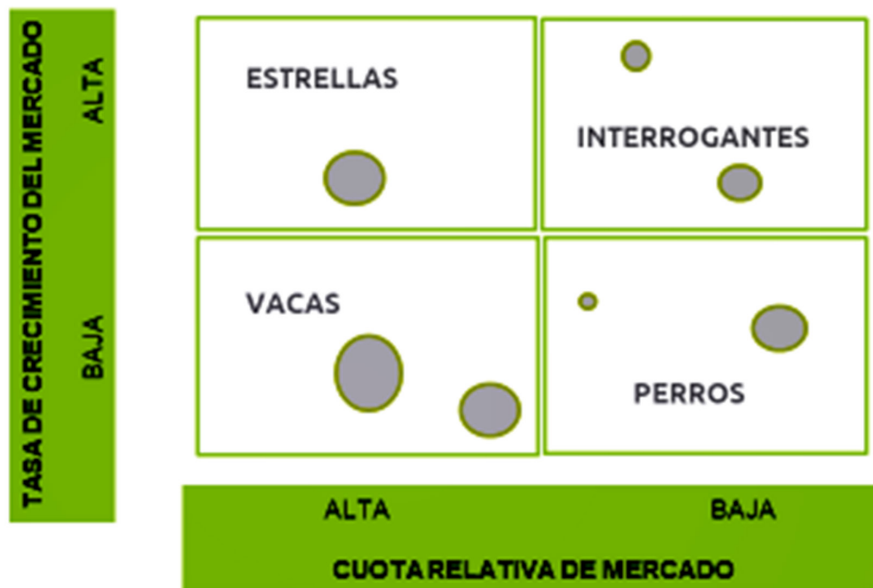 TASA DE CRECIMIENTO DEL MERCADO
ALTA
BAJA
ESTRELLAS
INTERROGANTES
VACAS
PERROS
ALTA
BAJA
CUOTA RELATIVA DE MERCADO